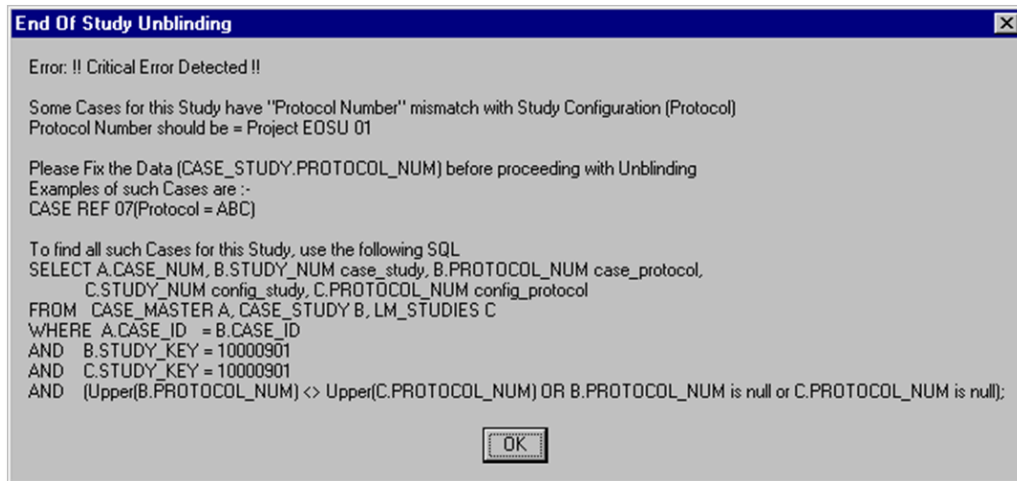 End Of Study Unblinding
Error: !! Critical Error Detected !!
Some Cases for this Study have "Protocol Number" mismatch with Study Configuration (Protocol)
Protocol Number should be = Project EOSU 01
Please Fix the Data (CASE_STUDY.PROTOCOL_NUM) before proceeding with Unblinding
Examples of such Cases are :-
CASE REF 07(Protocol = ABC)
To find all such Cases for this Study, use the following SQL
SELECT A.CASE_NUM, B.STUDY_NUM case_study, B.PROTOCOL_NUM case_protocol,
C.STUDY_NUM config_study, C.PROTOCOL_NUM config_protocol
FROM CASE_MASTER A, CASE_STUDY B, LM_STUDIES C
WHERE A.CASE_ID = B.CASE_ID
AND B.STUDY_KEY = 10000901
AND C.STUDY_KEY = 10000901
AND (Upper(B.PROTOCOL_NUM) <> Upper(C.PROTOCOL_NUM) OR B.PROTOCOL_NUM is null or C.PROTOCOL_NUM is null);
OK